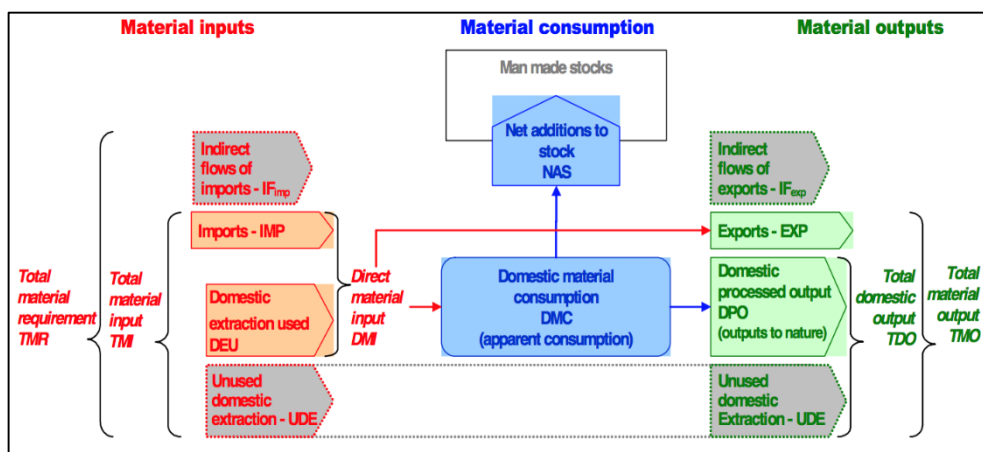 Material inputs
Material consumption
Material outputs
Man made stocks
Net additions to
stock
NAS
Indirect
flows of
imports - IFimp
Indirect
flows of
exports - IFexp
Imports - IMP
Exports - EXP
Total
material
requirement
TMR
Total
material
input
TMI
Domestic
extraction used
DEU
Direct
material
input
DMI
Domestic material
consumption
DMC
(apparent consumption)
Domestic
processed output
DPO
(outputs to nature)
Total
domestic
output
TDO
Total
material
output
TMO
Unused
domestic
extraction - UDE
Unused
domestic
Extraction - UDE